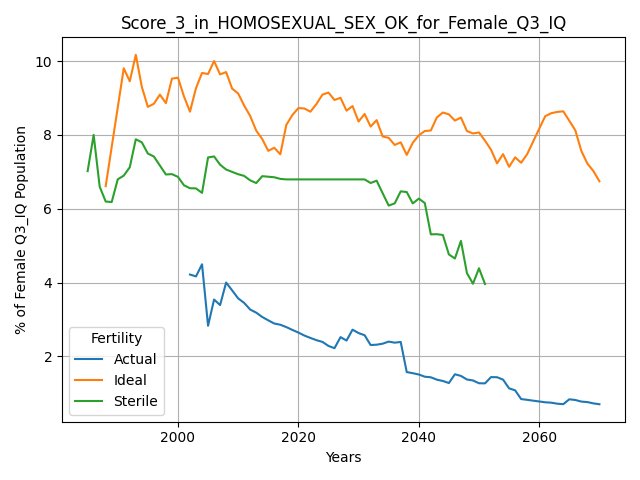 Score_3_in_HOMOSEXUAL_SEX_OK_for_Female_Q3_IQ
% of Female Q3_IQ Population
10
8
6
4
2
Fertility
Actual
Ideal
Sterile
2000
2020
2040
2060
Years